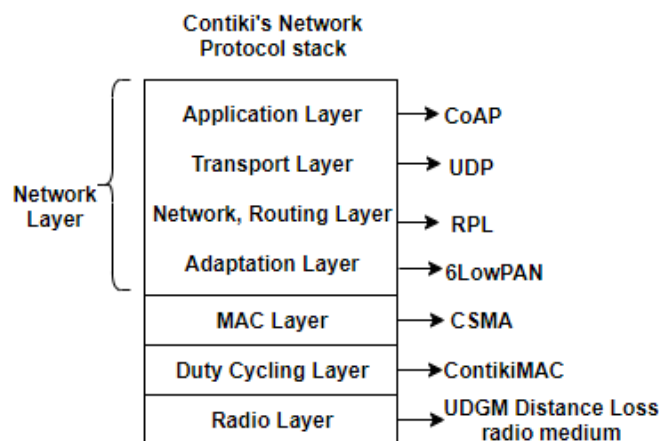 Contiki's Network
Protocol stack
Application Layer
CoAP
Transport Layer
UDP
Network
Layer
Network, Routing Layer
RPL
Adaptation Layer
6LowPAN
MAC Layer
CSMA
Duty Cycling Layer
ContikiMAC
Radio Layer
UDGM Distance Loss
radio medium